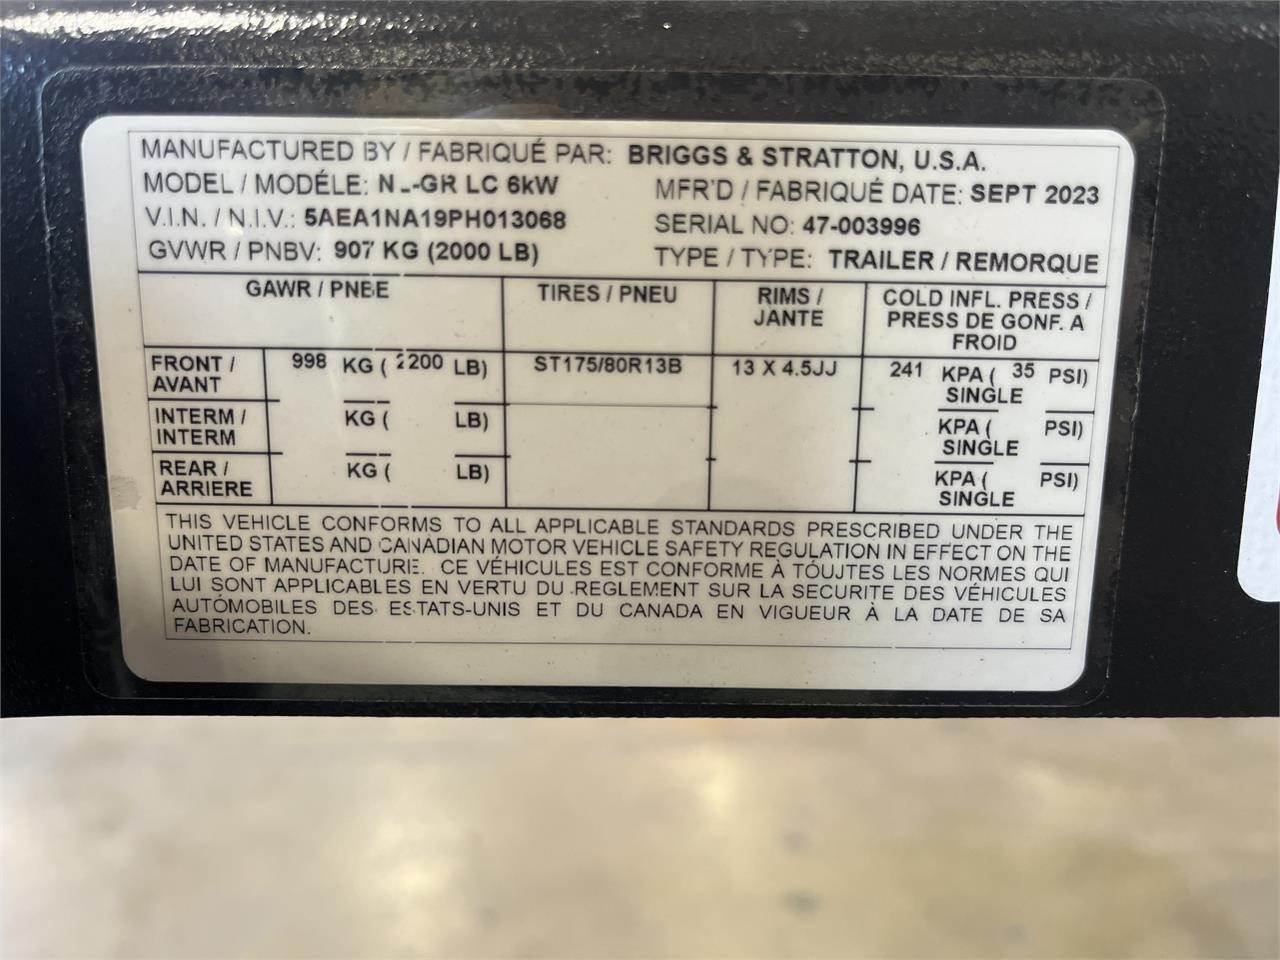 MANUFACTURED BY / FABRIQUÉ PAR: BRIGGS & STRATTON, U.S.A.
MODEL / MODÉLE: GR LC 6kW MFR'D / FABRIQUÉ DATE: SEPT 2023
V.I.N. / N.I.V.: 5AEA1NA19PH013068 SERIAL NO: 47-003996
GVWR / PNBV: 907 KG (2000 LB) TYPE / TYPE: TRAILER / REMORQUE
GAWR / PNBE TIRES / PNEU RIMS / JANTE COLD INFL. PRESS / PRESS DE GONF. A FROID
FRONT / AVANT 998 KG ( 2200 LB) ST175/80R13B 13 X 4.5JJ 241 KPA ( 35 PSI) SINGLE
INTERM / INTERM KG ( LB) KPA ( PSI) SINGLE
REAR / ARRIERE KG ( LB) KPA ( PSI) SINGLE
THIS VEHICLE CONFORMS TO ALL APPLICABLE STANDARDS PRESCRIBED UNDER THE
UNITED STATES AND CANADIAN MOTOR VEHICLE SAFETY REGULATION IN EFFECT ON THE
DATE OF MANUFACTURE. CE VÉHICULES EST CONFORME À TÓUJTES LES NORMES QUI
LUI SONT APPLICABLES EN VERTU DU REGLEMENT SUR LA SECURITE DES VÉHICULES
AUTÓMOBILES DES ESTATS-UNIS ET DU CANADA EN VIGUEUR À LA DATE DE SA
FABRICATION.